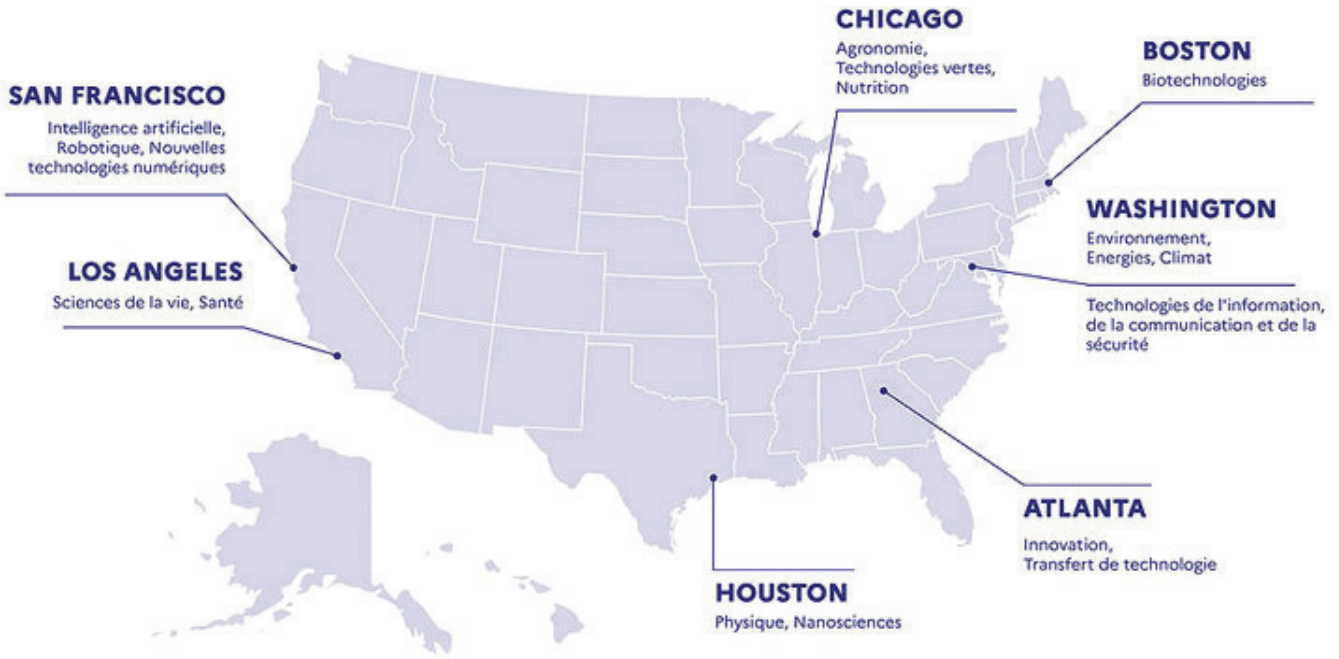 SAN FRANCISCO
Intelligence artificielle,
Robotique, Nouvelles
technologies numériques
LOS ANGELES
Sciences de la vie, Santé
CHICAGO
Agronomie,
Technologies vertes,
Nutrition
BOSTON
Biotechnologies
WASHINGTON
Environnement,
Energies, Climat
Technologies de l'information,
de la communication et de la
sécurité
ATLANTA
Innovation,
Transfert de technologie
HOUSTON
Physique, Nanosciences